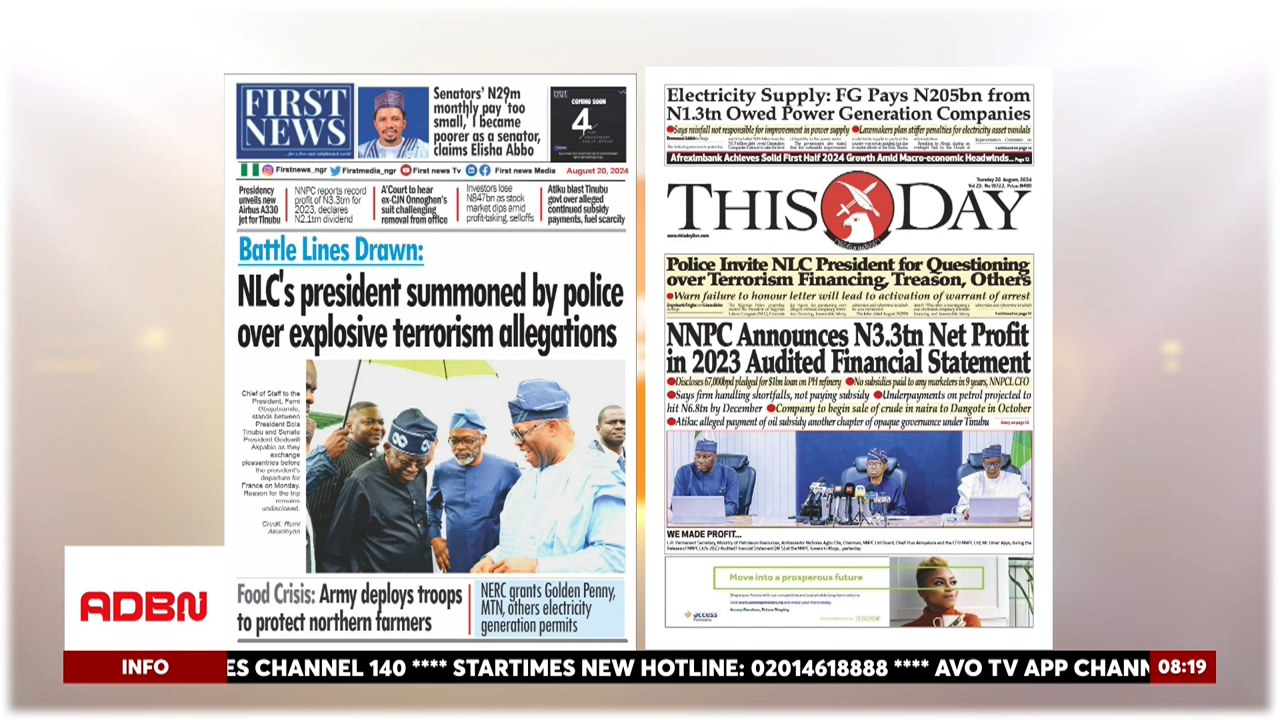 FIRST
NEWS
Senators' N29m
monthly pay 'too
small,' I became
poorer as a senator,
claims Elisha Abbo
COMING SOON
4
Firstnews_ngr Firstmedia_ngr First news Tv First news Media August 20, 2024
Presidency
unveils new
Airbus A330
jet for Tinubu
NNPC reports record
profit of N3.3trn for
2023, declares
N2.1trn dividend
A'Court to hear
ex-CJN Onnoghen's
suit challenging
removal from office
Investors lose
N847bn as stock
market dips amid
profit-taking, selloffs
Atiku blast Tinubu
govt over alleged
continued subsidy
payments, fuel scarcity
Battle Lines Drawn:
NLC's president summoned by police
over explosive terrorism allegations
Chief of Staff to the
President, Femi
Gbajabiamila,
stands between
President Bola
Tinubu and Senate
President Godswill
Akpabio as they
exchange
pleasentries before
the president's
departure for
France on Monday.
Reason for the trip
remains
undisclosed.
Credit:
Food Crisis: Army deploys troops
to protect northern farmers
NERC grants Golden Penny,
MTN, others electricity
generation permits
Electricity Supply: FG Pays N205bn from
N1.3tn Owed Power Generation Companies
Says rainfall not responsible for improvement in power supply Lawmakers plan stiffer penalties for electricity asset vandals
Afreximbank Achieves Solid First Half 2024 Growth Amid Macro-economic Headwinds... Page 12
THISDAY
Tuesday 20 August, 2024
www.thisdaylive.com
Police Invite NLC President for Questioning
over Terrorism Financing, Treason, Others
Warn failure to honour letter will lead to activation of warrant of arrest
NNPC Announces N3.3tn Net Profit
in 2023 Audited Financial Statement
Discloses 67,000bpd pledged for $1bn loan on PH refinery No subsidies paid to any marketers in 9 years, NNPCL CFO
Says firm handling shortfalls, not paying subsidy Underpayments on petrol projected to
hit N6.8tn by December Company to begin sale of crude in naira to Dangote in October
Atiku: alleged payment of oil subsidy another chapter of opaque governance under Tinubu
WE MADE PROFIT...
Move into a prosperous future
access
ADBN
INFO
ES CHANNEL 140 **** STARTIMES NEW HOTLINE: 02014618888 **** AVO TV APP CHANN
08:19